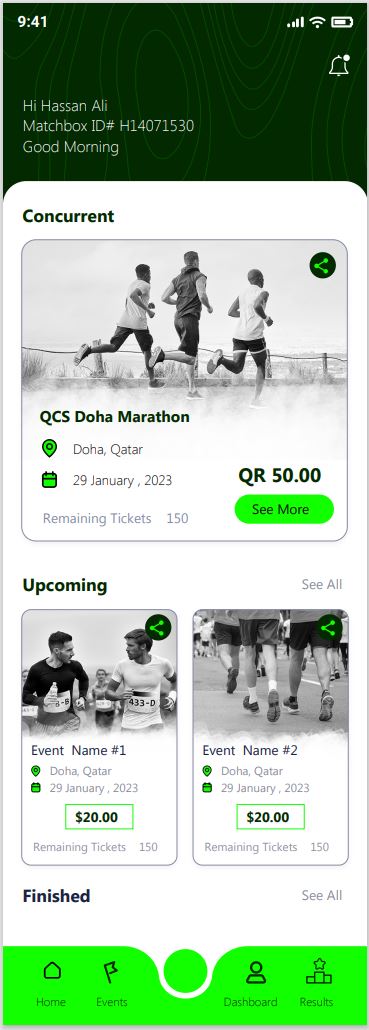 9:41
Hi Hassan Ali
Matchbox ID# H14071530
Good Morning
Concurrent
QCS Doha Marathon
Doha, Qatar
29 January , 2023
QR 50.00
See More
Remaining Tickets 150
Upcoming See All
433-D
Event Name #1
Doha, Qatar
29 January , 2023
$20.00
Remaining Tickets 150
Event Name #2
Doha, Qatar
29 January , 2023
$20.00
Remaining Tickets 150
Finished See All
Home Events Dashboard Results